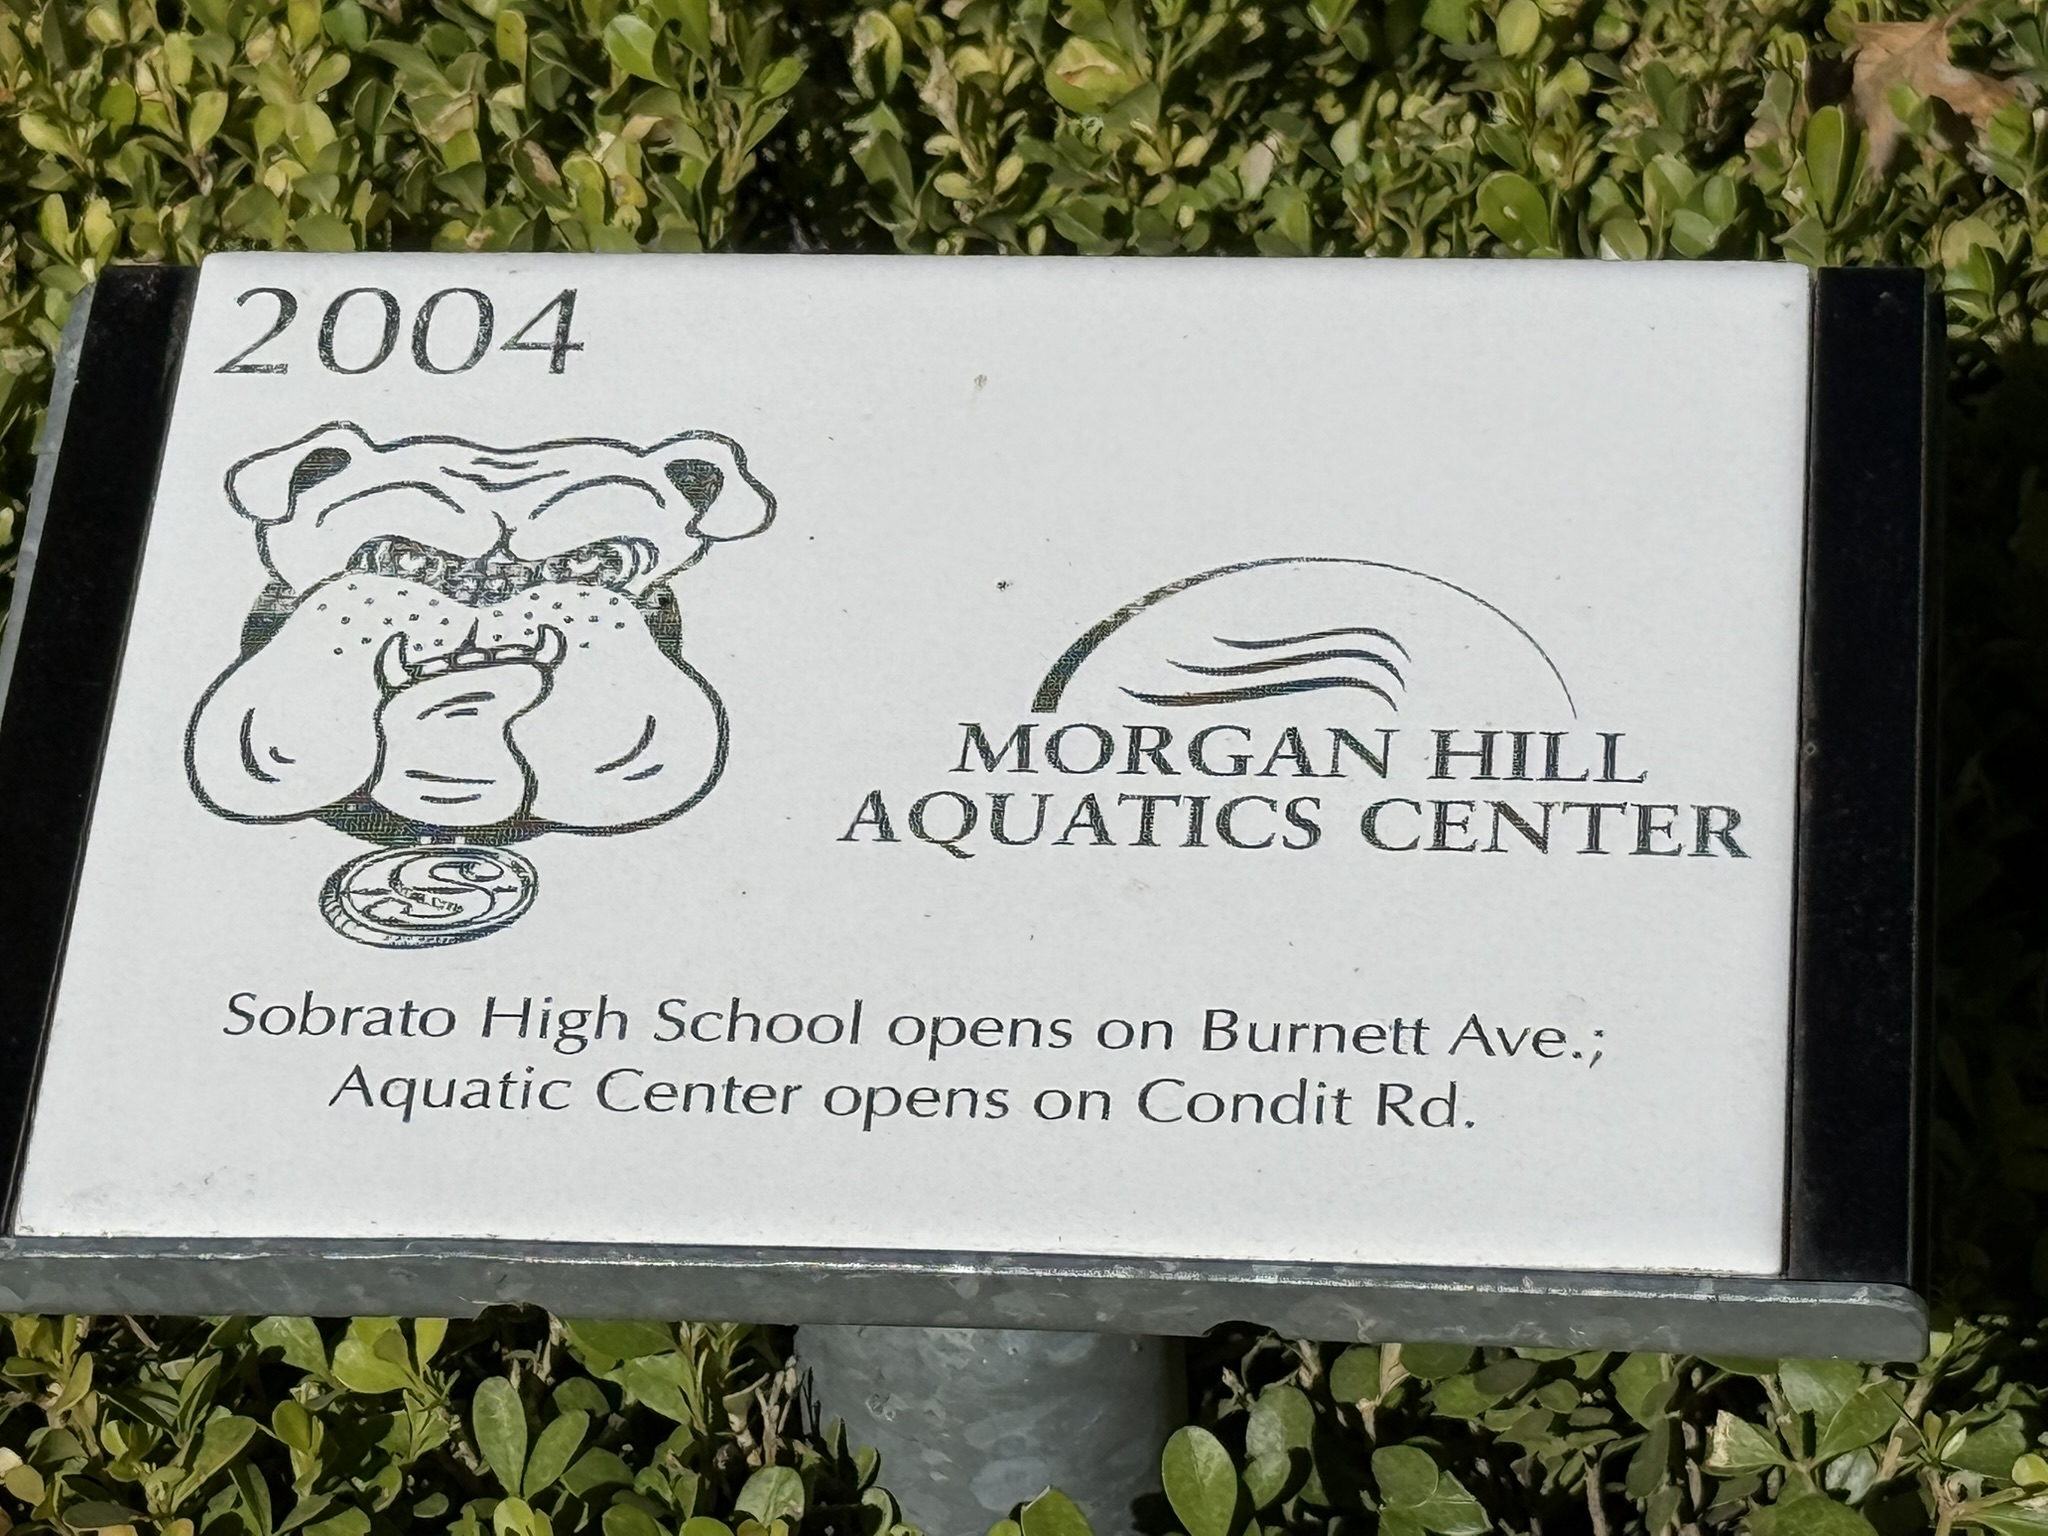 2004
S
MORGAN HILL
AQUATICS CENTER
Sobrato High School opens on Burnett Ave.;
Aquatic Center opens on Condit Rd.